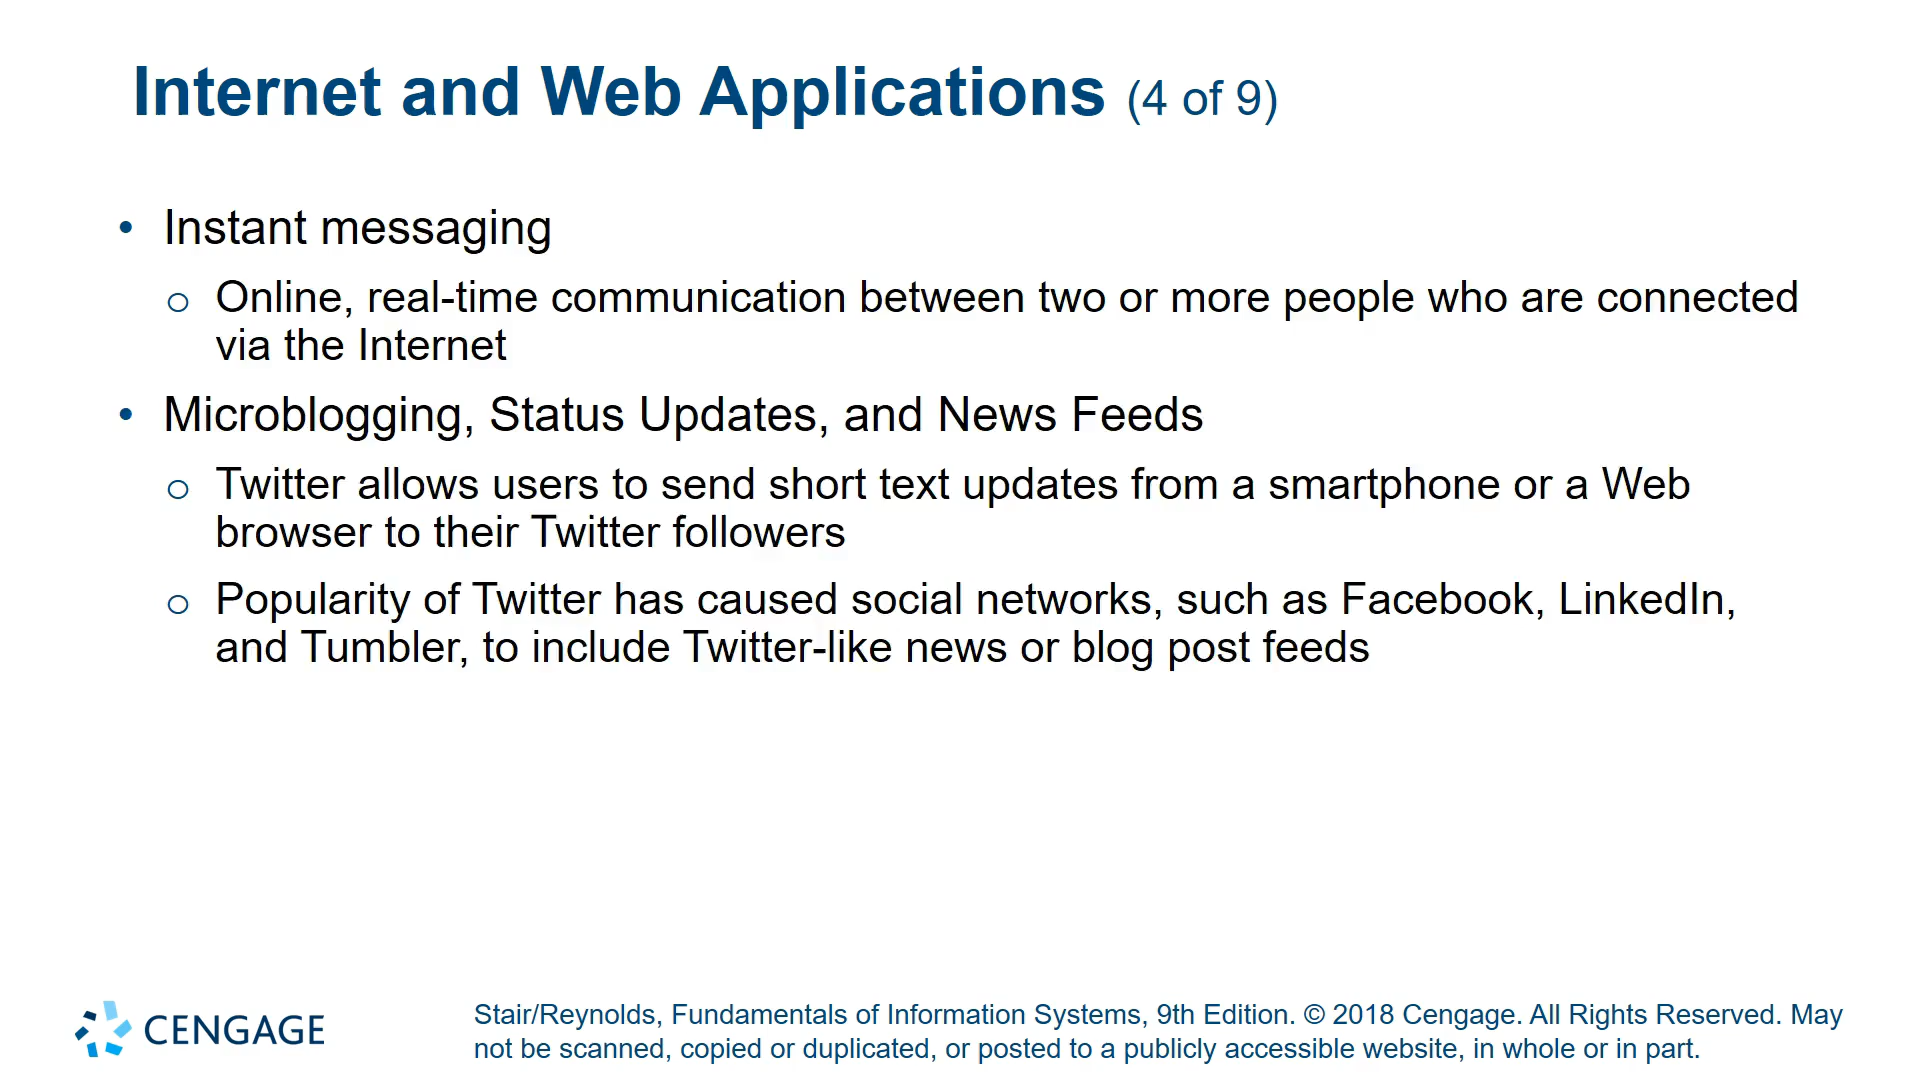 Internet and Web Applications (4 of 9)
• Instant messaging
o Online, real-time communication between two or more people who are connected
via the Internet
• Microblogging, Status Updates, and News Feeds
o Twitter allows users to send short text updates from a smartphone or a Web
browser to their Twitter followers
o Popularity of Twitter has caused social networks, such as Facebook, LinkedIn,
and Tumbler, to include Twitter-like news or blog post feeds
CENGAGE
Stair/Reynolds, Fundamentals of Information Systems, 9th Edition. © 2018 Cengage. All Rights Reserved. May
not be scanned, copied or duplicated, or posted to a publicly accessible website, in whole or in part.